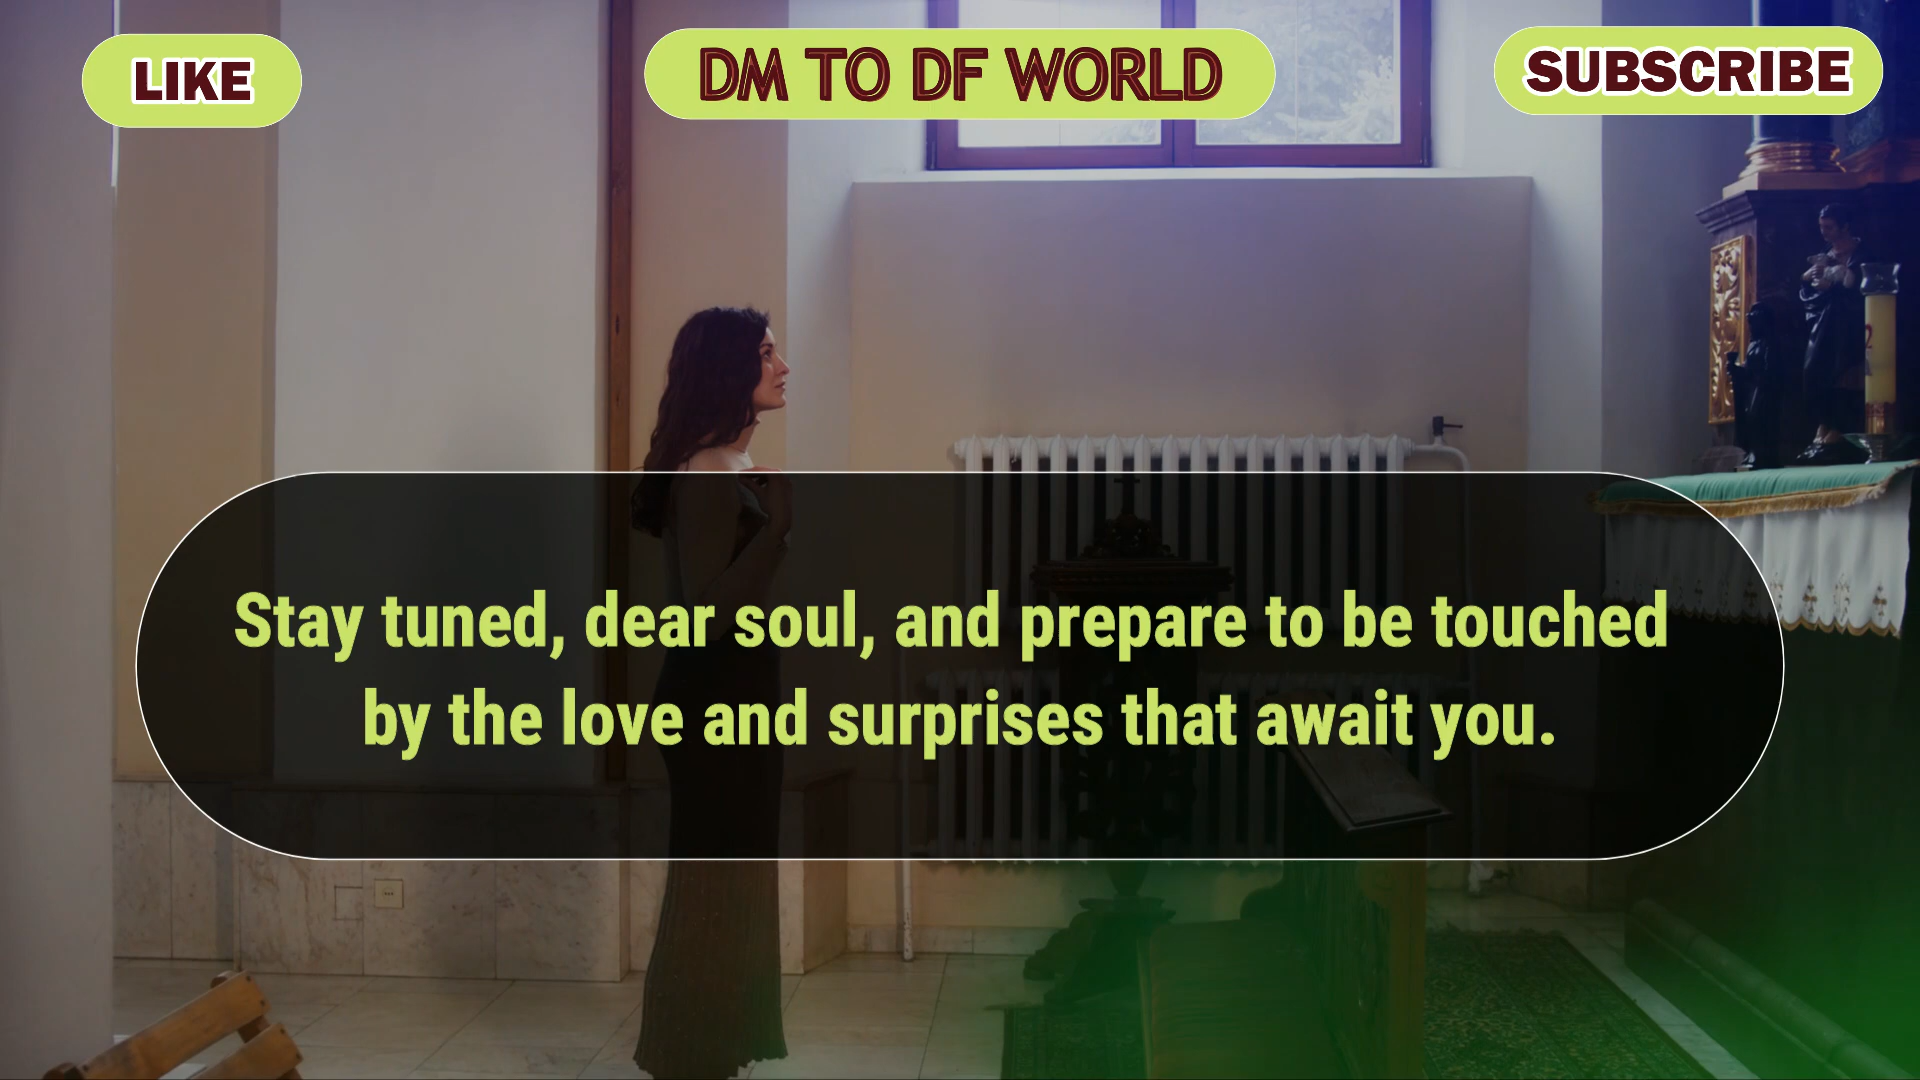 LIKE
DM TO DF WORLD
SUBSCRIBE
Stay tuned, dear soul, and prepare to be touched
by the love and surprises that await you.